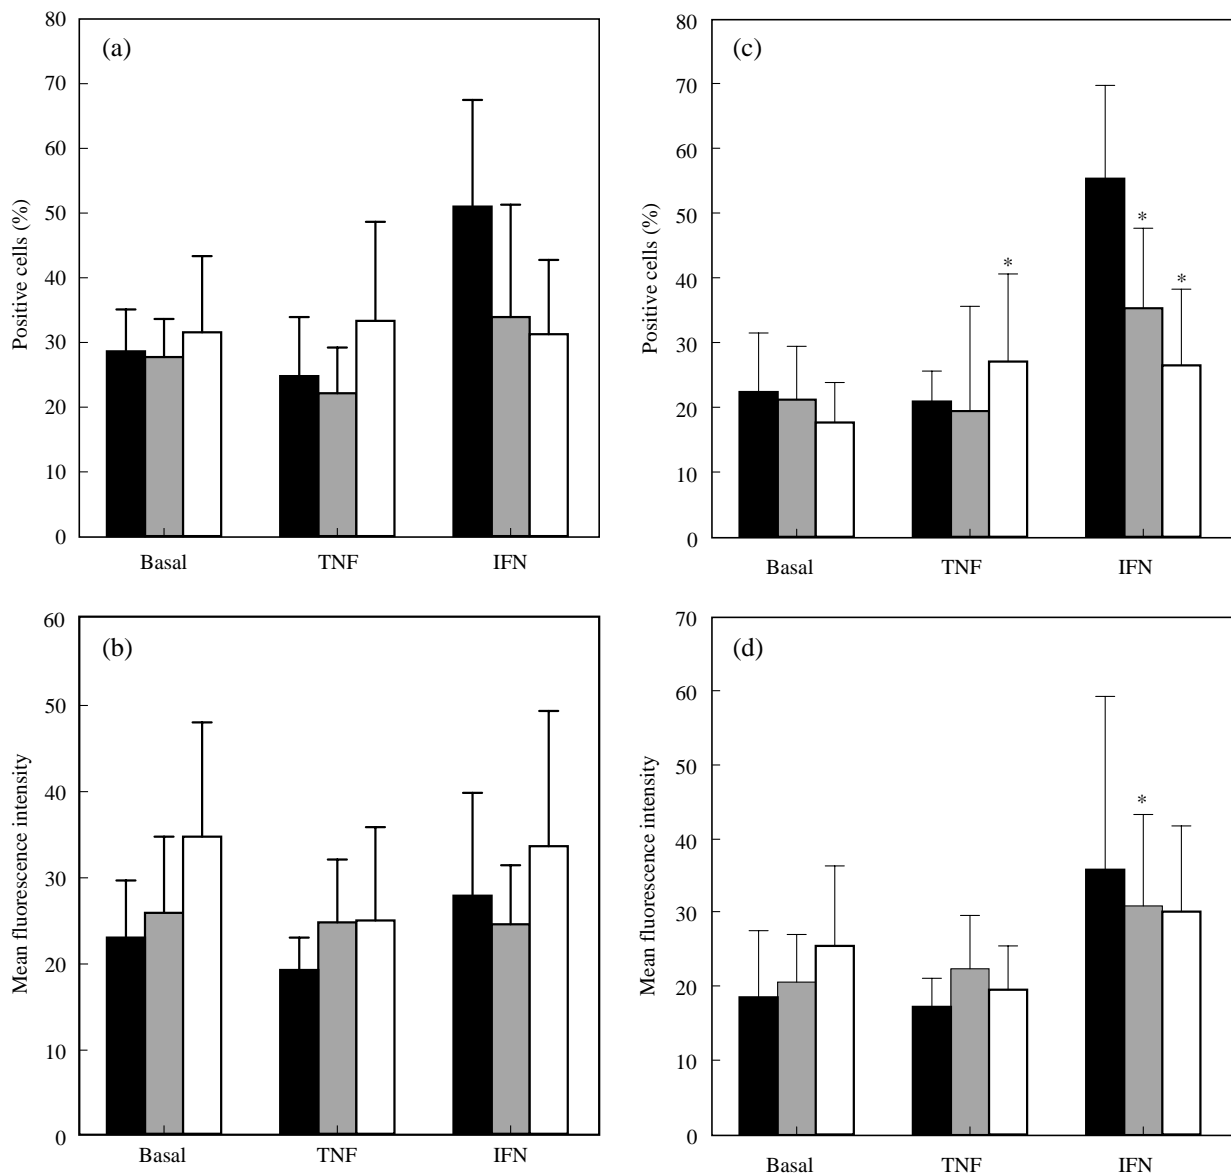 (a)
Positive cells (%)
80
70
60
50
40
30
20
10
0
Basal
TNF
IFN
(c)
Positive cells (%)
80
70
60
50
40
30
20
10
0
*
*
*
Basal
TNF
IFN
(b)
Mean fluorescence intensity
60
50
40
30
20
10
0
Basal
TNF
IFN
(d)
Mean fluorescence intensity
70
60
50
40
30
20
10
0
*
Basal
TNF
IFN